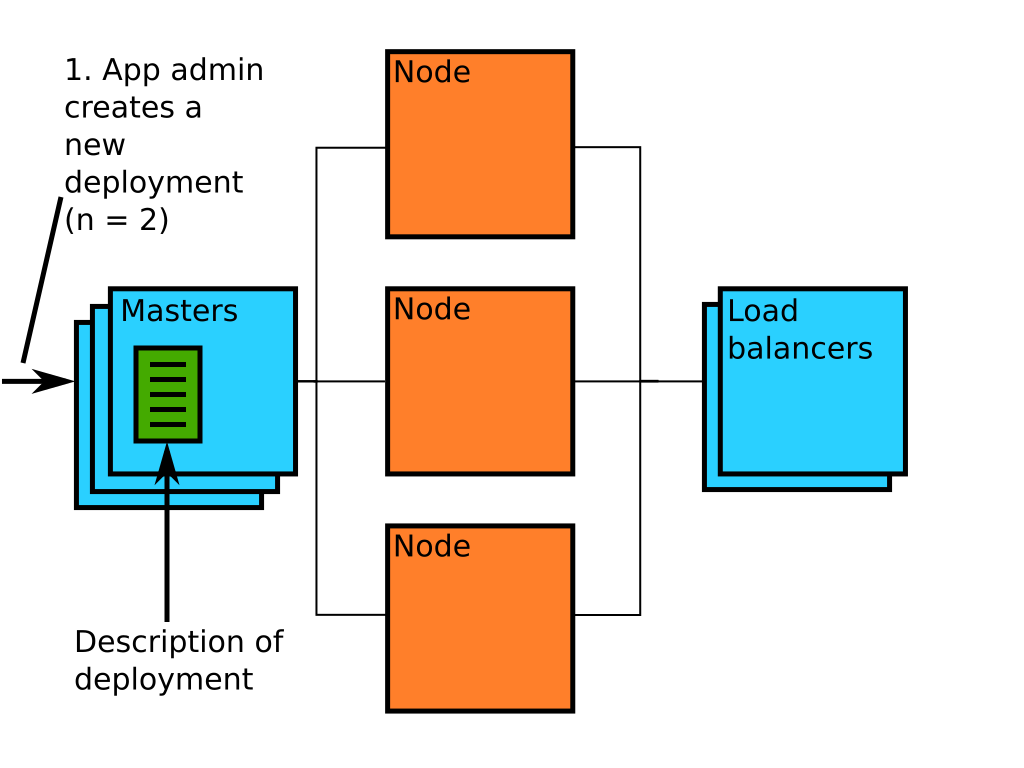 1. App admin
creates a
new
deployment
(n = 2)
Node
Masters
Node
Load
balancers
Node
Description of
deployment